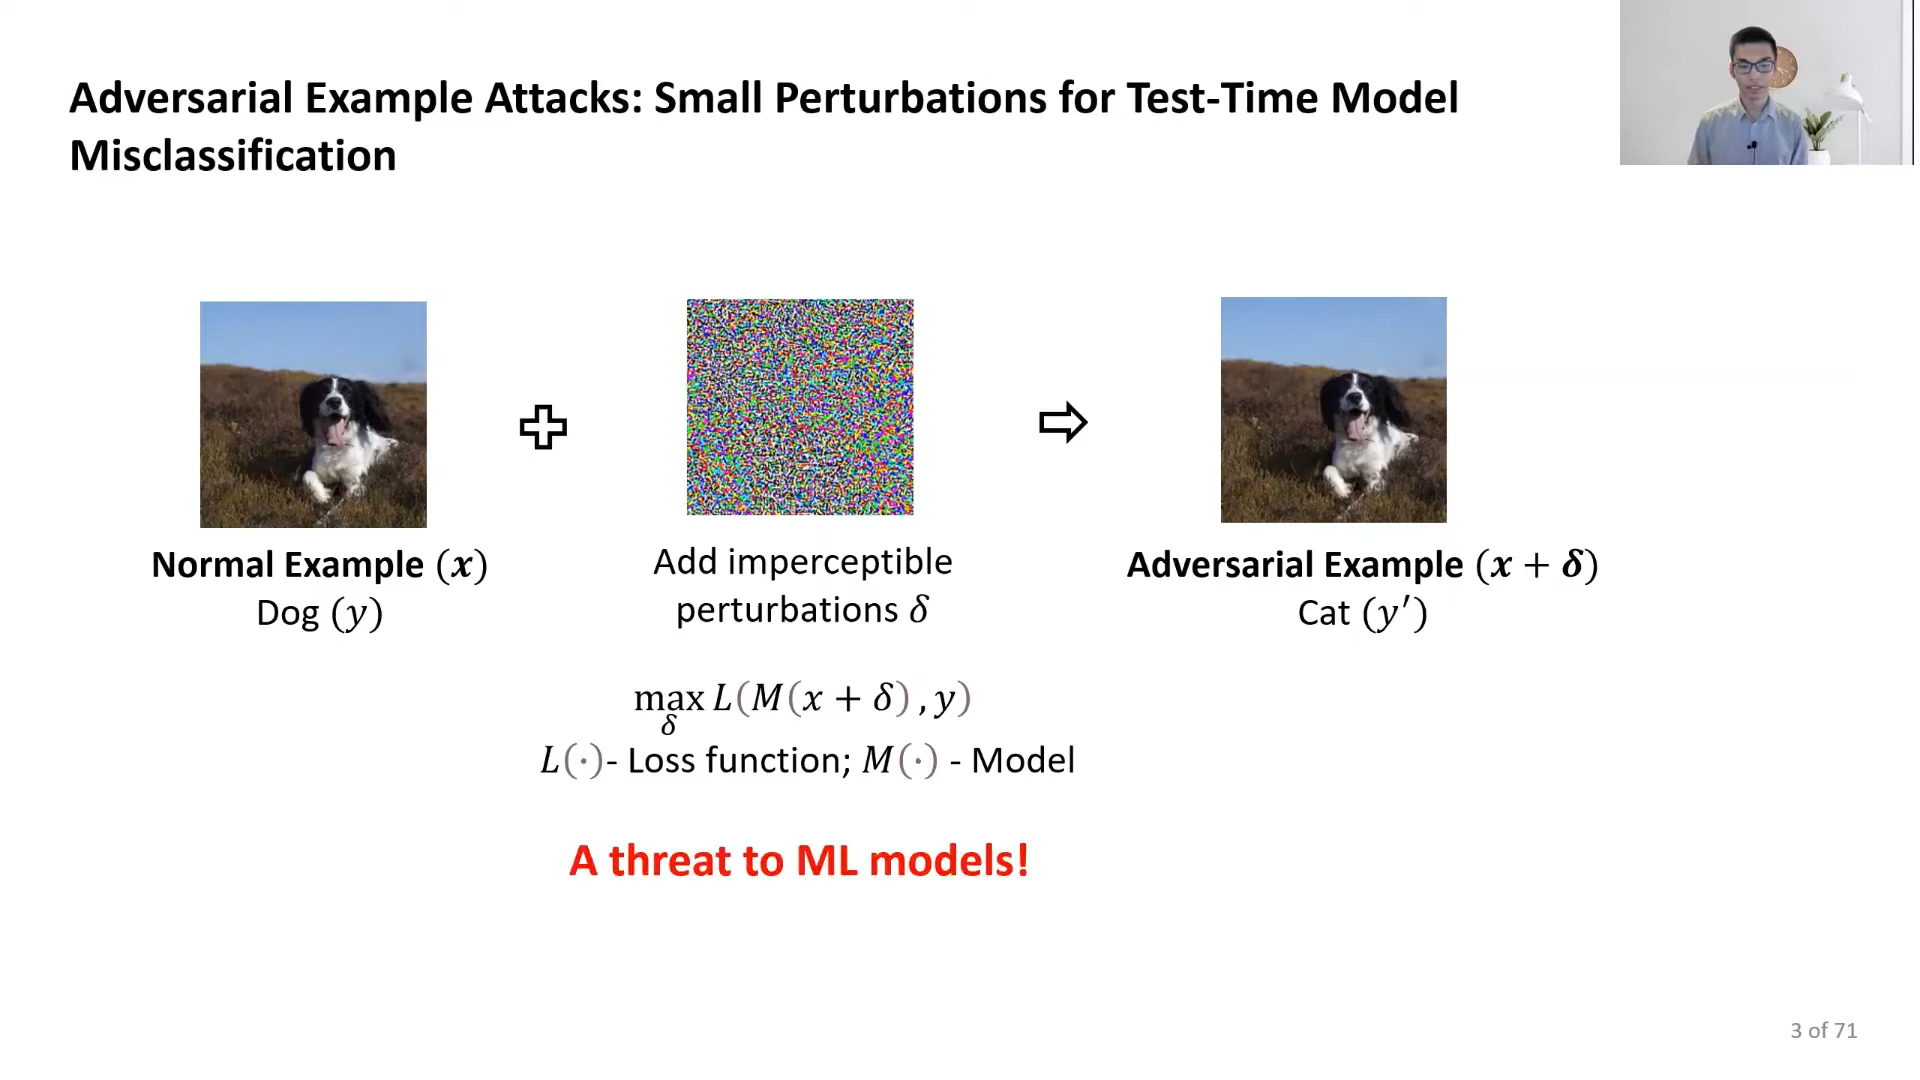 Adversarial Example Attacks: Small Perturbations for Test-Time Model
Misclassification
Normal Example (x)
Dog (y)
Add imperceptible
perturbations δ
Adversarial Example (x + δ)
Cat (y′)
max L(M(x + δ), y)
δ
L(·)- Loss function; M(·) - Model
A threat to ML models!
3 of 71